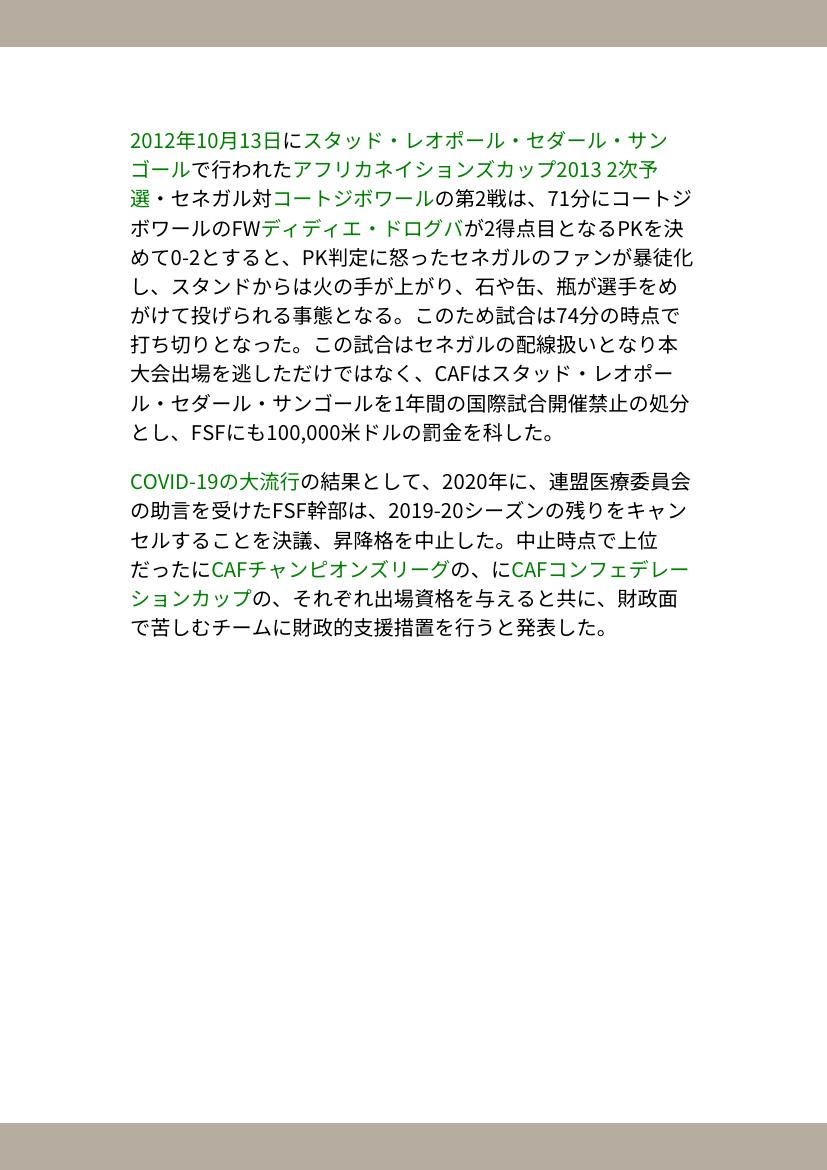 2012年10月13日にスタッド・レオポール・セダール・サン
ゴールで行われたアフリカネイションズカップ2013 2次予
選・セネガル対コートジボワールの第2戦は、71分にコートジ
ボワールのFWディディエ・ドログバが2得点目となるPKを決
めて0-2とすると、PK判定に怒ったセネガルのファンが暴徒化
し、スタンドからは火の手が上がり、石や缶、瓶が選手をめ
がけて投げられる事態となる。このため試合は74分の時点で
打ち切りとなった。この試合はセネガルの配線扱いとなり本
大会出場を逃しただけではなく、CAFはスタッド・レオポー
ル・セダール・サンゴールを1年間の国際試合開催禁止の処分
とし、FSFにも100,000米ドルの罰金を科した。
COVID-19の大流行の結果として、2020年に、連盟医療委員会
の助言を受けたFSF幹部は、2019-20シーズンの残りをキャン
セルすることを決議、昇降格を中止した。中止時点で上位
だったにCAFチャンピオンズリーグの、にCAFコンフェデレー
ションカップの、それぞれ出場資格を与えると共に、財政面
で苦しむチームに財政的支援措置を行うと発表した。